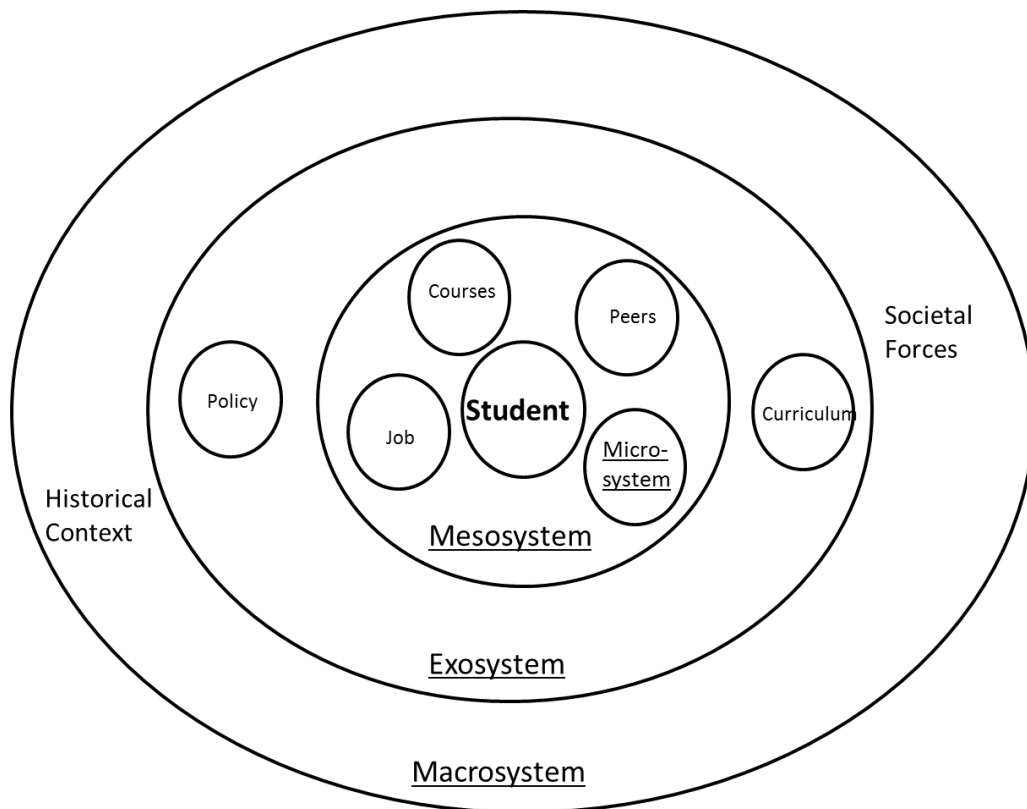 Courses
Peers
Societal
Forces
Policy
Student
Curriculum
Job
Micro-
system
Historical
Context
Mesosystem
Exosystem
Macrosystem